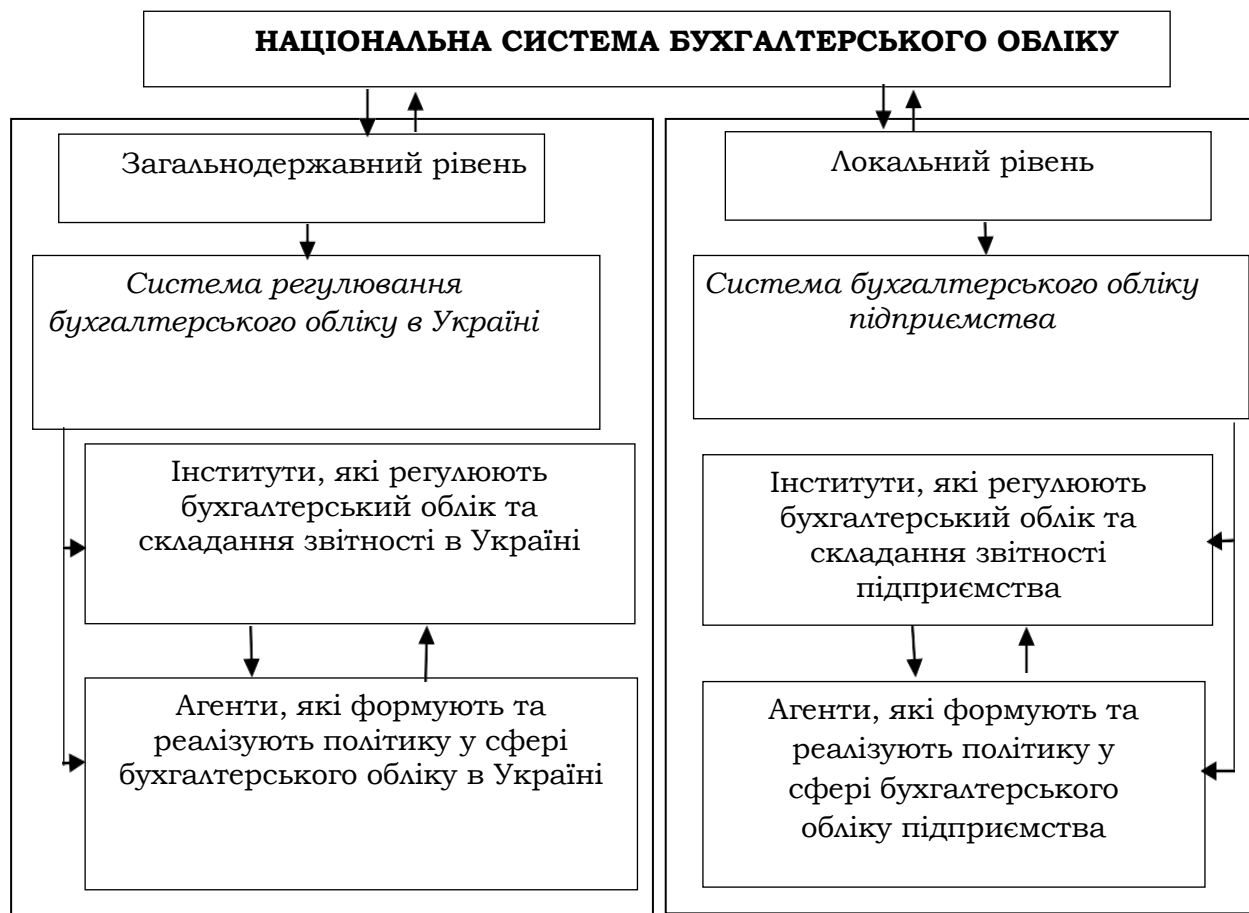 НАЦІОНАЛЬНА СИСТЕМА БУХГАЛТЕРСЬКОГО ОБЛІКУ
Загальнодержавний рівень
Система регулювання
бухгалтерського обліку в Україні
Інститути, які регулюють
бухгалтерський облік та
складання звітності в Україні
Агенти, які формують та
реалізують політику у сфері
бухгалтерського обліку в Україні
Локальний рівень
Система бухгалтерського обліку
підприємства
Інститути, які регулюють
бухгалтерський облік та
складання звітності
підприємства
Агенти, які формують та
реалізують політику у
сфері бухгалтерського
обліку підприємства